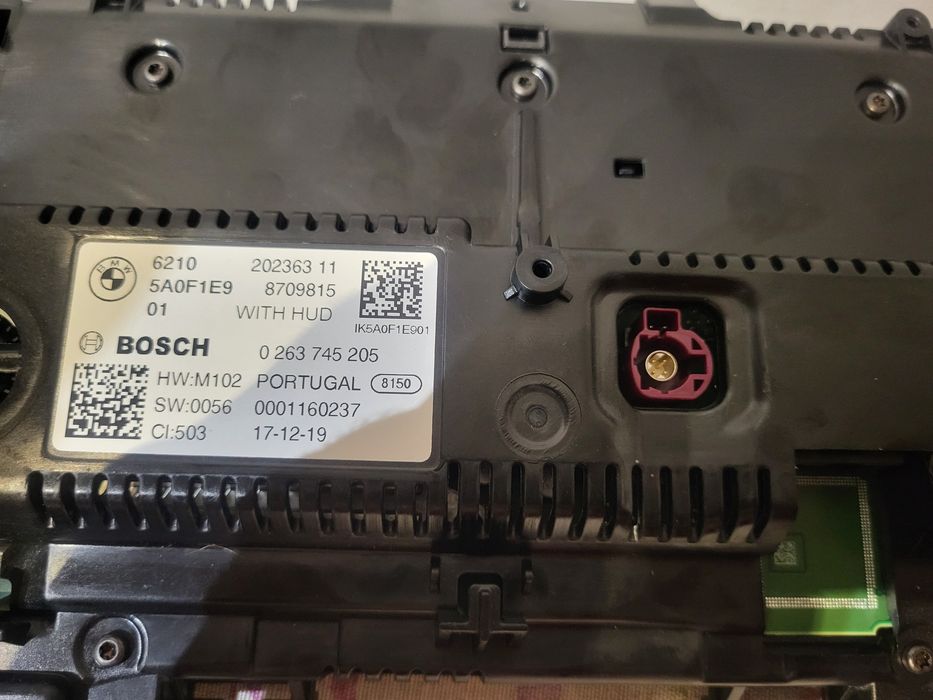 BMW
6210 202363 11
5A0F1E9 8709815
01 WITH HUD
IK5A0F1E901
BOSCH 0 263 745 205
HW:M102 PORTUGAL 8150
SW:0056 0001160237
CI:503 17-12-19